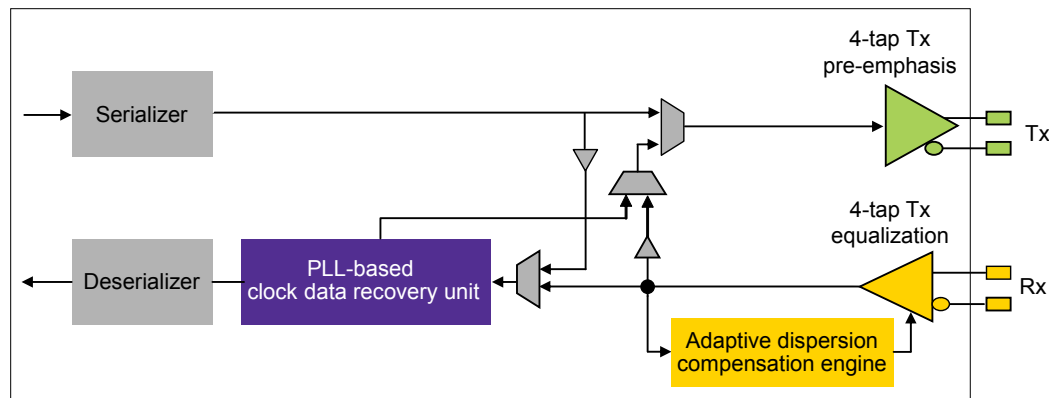 4-tap Tx
pre-emphasis
Serializer
Tx
4-tap Tx
equalization
Deserializer
PLL-based
clock data recovery unit
Rx
Adaptive dispersion
compensation engine